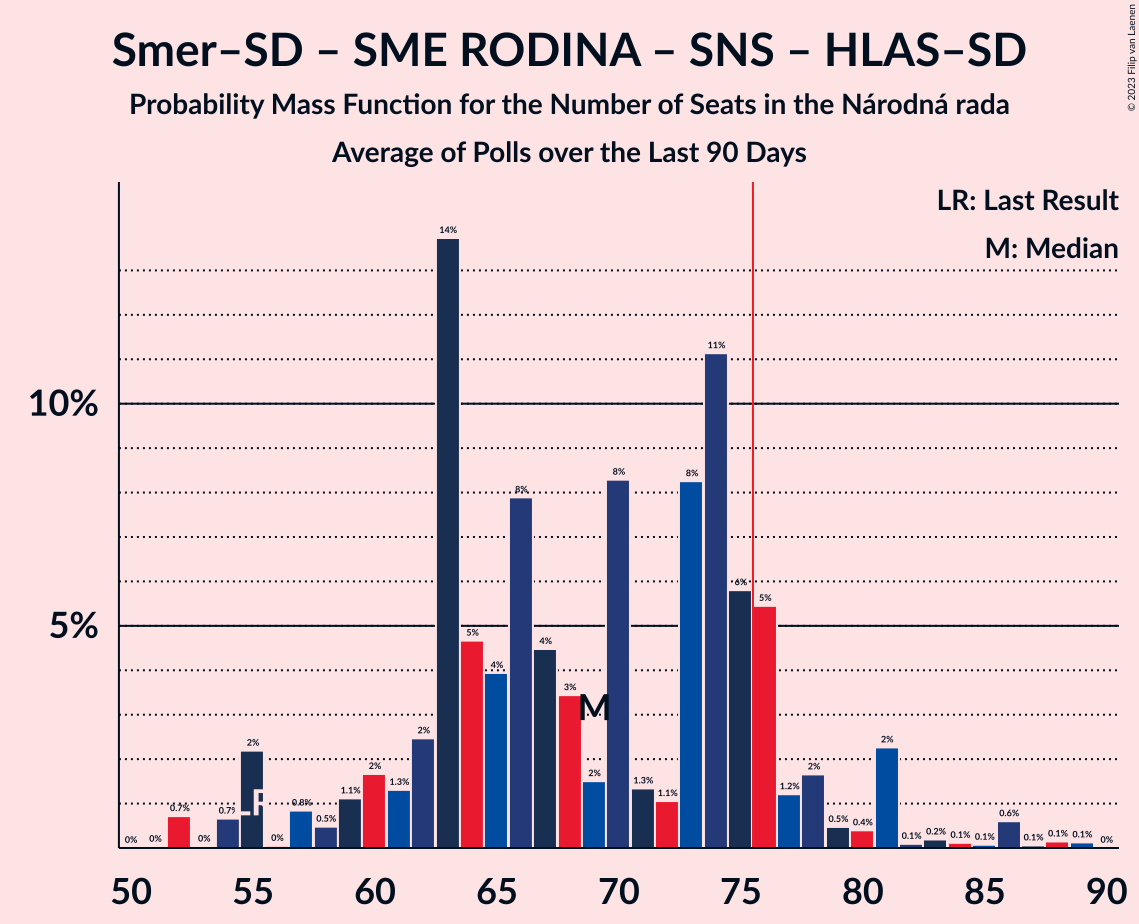 Smer–SD – SME RODINA – SNS – HLAS–SD
Probability Mass Function for the Number of Seats in the Národná rada
Average of Polls over the Last 90 Days
© 2023 Filip van Laenen
LR: Last Result
M: Median
10%
5%
0% 0% 0.7% 0% 0.7% 2% 0% 0.8% 0.5% 1.1% 2% 1.3% 2% 14% 5% 4% 8% 4% 3% 2% 8% 1.3% 1.1% 8% 11% 6% 5% 1.2% 2% 0.5% 0.4% 2% 0.1% 0.2% 0.1% 0.1% 0.6% 0.1% 0.1% 0.1% 0%
LR
M
50 55 60 65 70 75 80 85 90